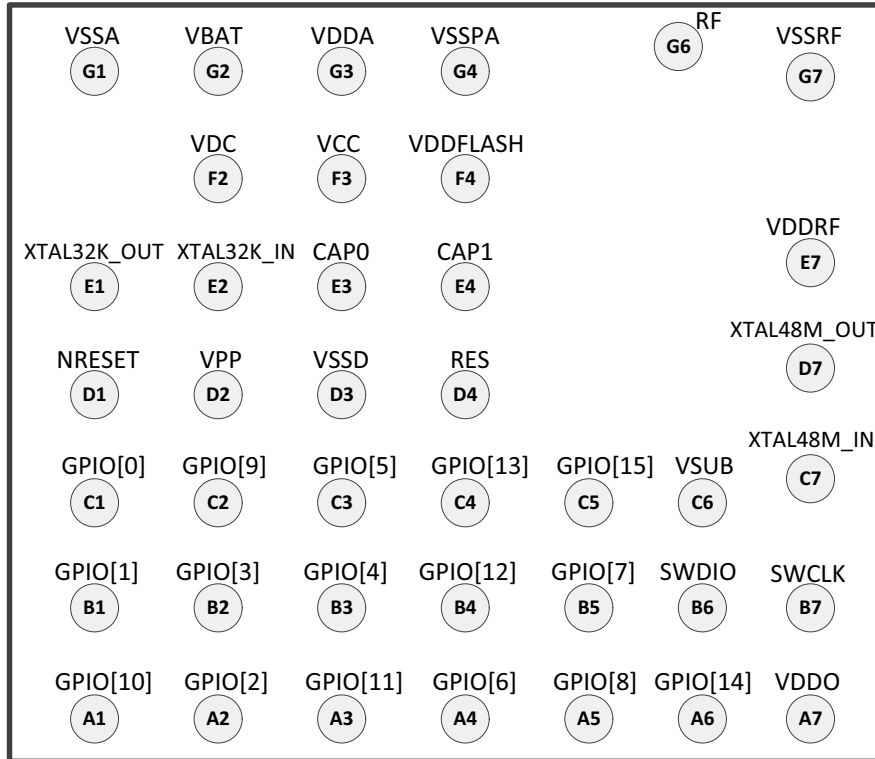 VSSA VBAT VDDA VSSPA RF VSSRF
G1 G2 G3 G4 G6 G7
VDC VCC VDDFLASH
F2 F3 F4
VDDRF
XTAL32K_OUT XTAL32K_IN CAP0 CAP1
E1 E2 E3 E4 E7
XTAL48M_OUT
NRESET VPP VSSD RES
D1 D2 D3 D4 D7
XTAL48M_IN
GPIO[0] GPIO[9] GPIO[5] GPIO[13] GPIO[15] VSUB
C1 C2 C3 C4 C5 C6 C7
GPIO[1] GPIO[3] GPIO[4] GPIO[12] GPIO[7] SWDIO SWCLK
B1 B2 B3 B4 B5 B6 B7
GPIO[10] GPIO[2] GPIO[11] GPIO[6] GPIO[8] GPIO[14] VDDO
A1 A2 A3 A4 A5 A6 A7